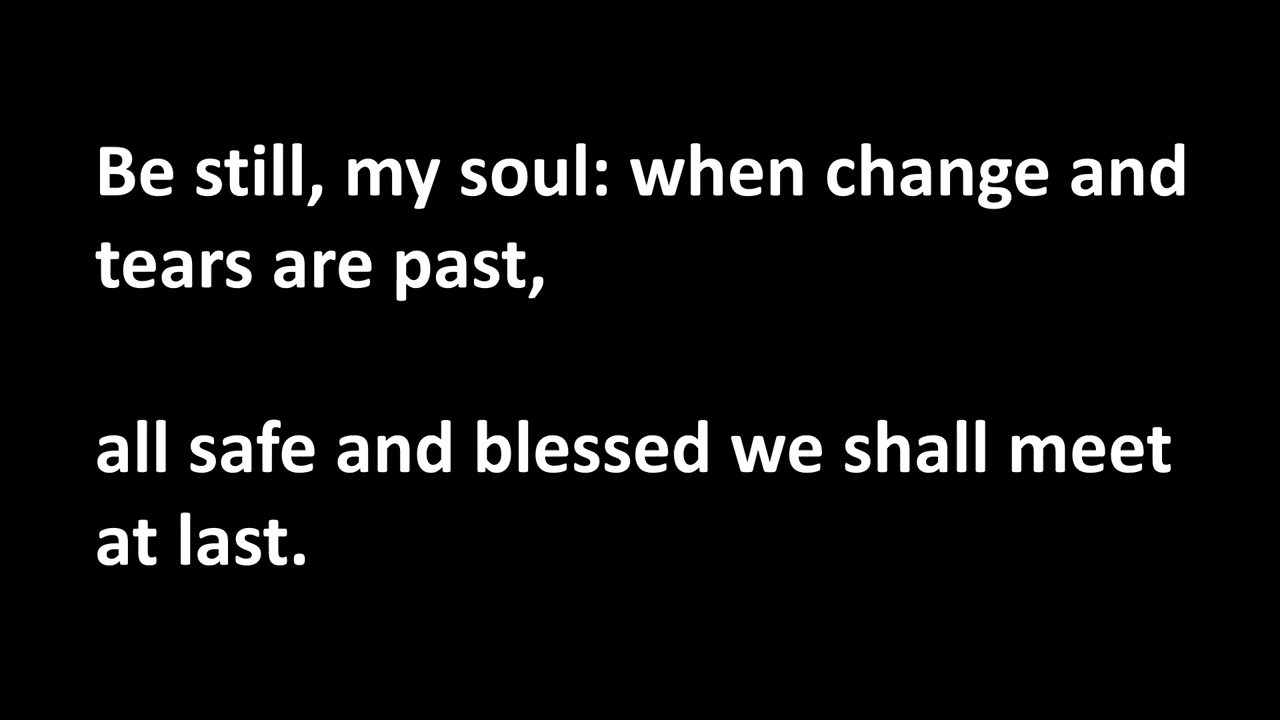 Be still, my soul: when change and
tears are past,
all safe and blessed we shall meet
at last.